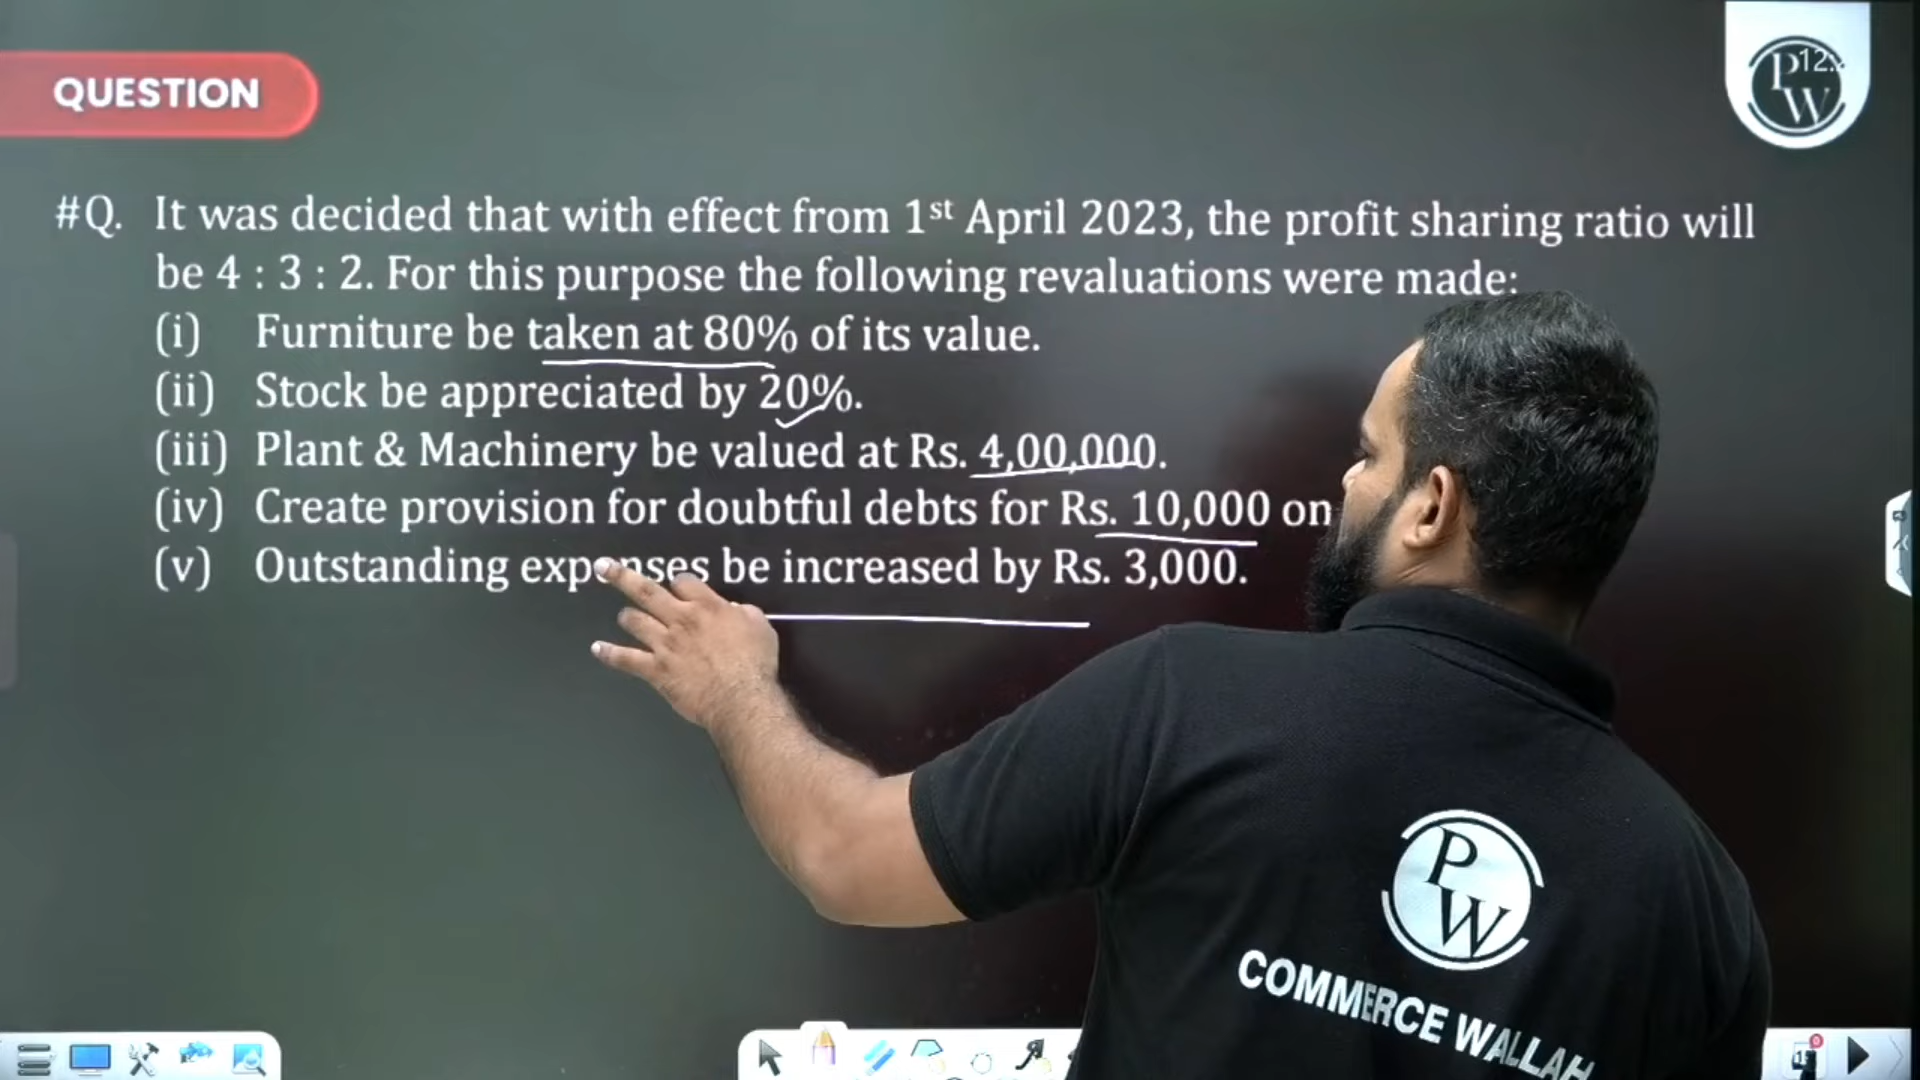 QUESTION
P 12:
W
#Q. It was decided that with effect from 1st April 2023, the profit sharing ratio will
be 4 : 3 : 2. For this purpose the following revaluations were made:
(i) Furniture be taken at 80% of its value.
(ii) Stock be appreciated by 20%.
(iii) Plant & Machinery be valued at Rs. 4,00,000.
(iv) Create provision for doubtful debts for Rs. 10,000 on
(v) Outstanding expenses be increased by Rs. 3,000.
P
W
COMMERCE WALLAH